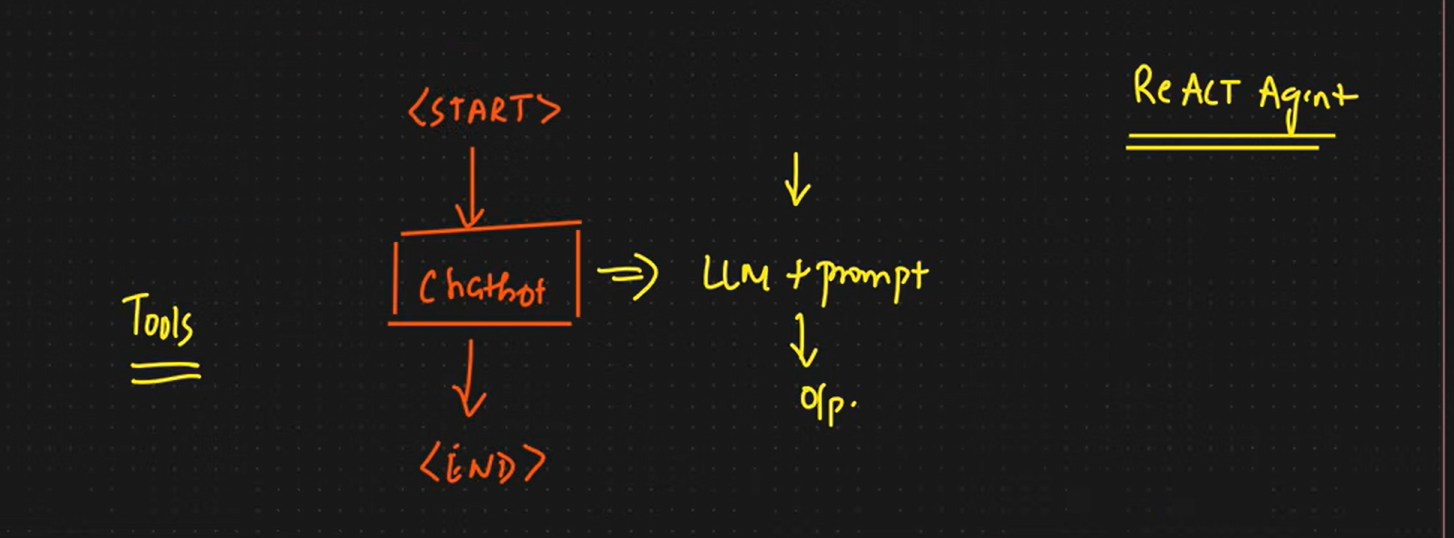 <START>
ReACT Agent
Chatbot => LLM + prompt
Tools
O/p.
<END>